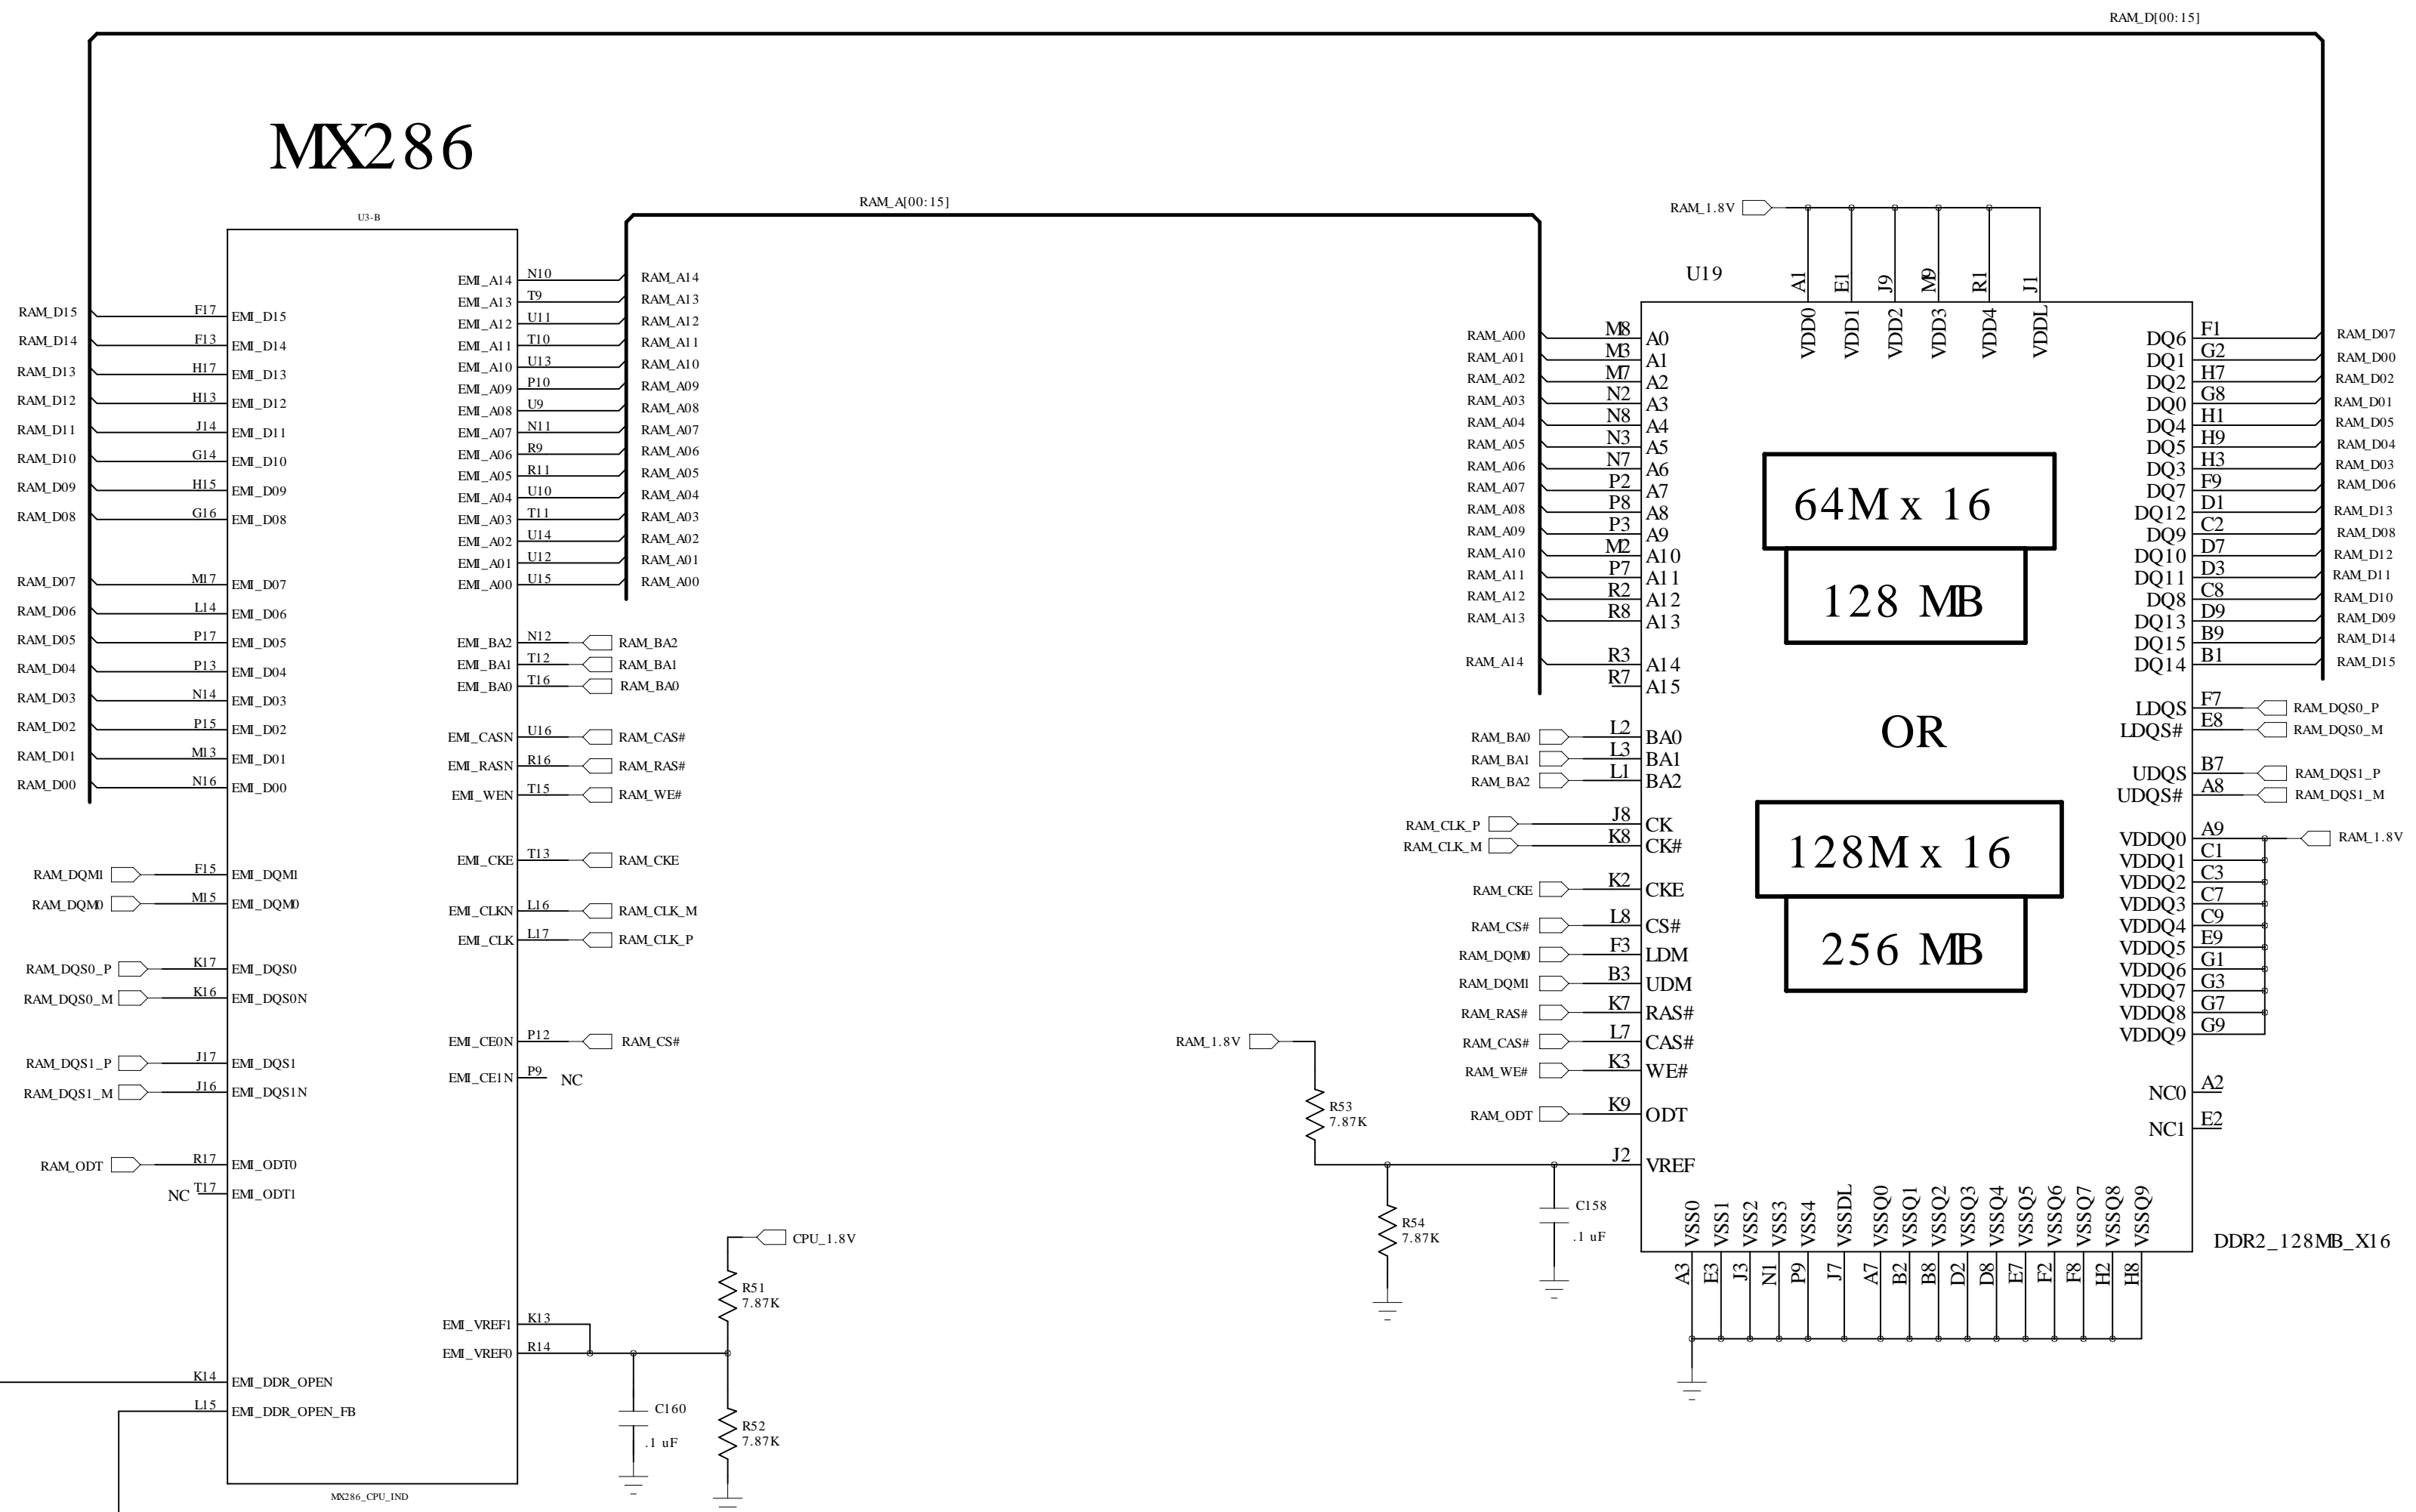 RAM_D[00:15]
MX286
RAM_A[00:15]
U3-B
RAM_D15 F17 EMI_D15
RAM_D14 F13 EMI_D14
RAM_D13 H17 EMI_D13
RAM_D12 H13 EMI_D12
RAM_D11 J14 EMI_D11
RAM_D10 G14 EMI_D10
RAM_D09 H15 EMI_D09
RAM_D08 G16 EMI_D08
RAM_D07 M17 EMI_D07
RAM_D06 L14 EMI_D06
RAM_D05 P17 EMI_D05
RAM_D04 P13 EMI_D04
RAM_D03 N14 EMI_D03
RAM_D02 P15 EMI_D02
RAM_D01 M13 EMI_D01
RAM_D00 N16 EMI_D00
RAM_DQM1 F15 EMI_DQM1
RAM_DQM0 M15 EMI_DQM0
RAM_DQS0_P K17 EMI_DQS0
RAM_DQS0_M K16 EMI_DQS0N
RAM_DQS1_P J17 EMI_DQS1
RAM_DQS1_M J16 EMI_DQS1N
RAM_ODT R17 EMI_ODT0
NC T17 EMI_ODT1
K14 EMI_DDR_OPEN
L15 EMI_DDR_OPEN_FB
EMI_A14 N10 RAM_A14
EMI_A13 T9 RAM_A13
EMI_A12 U11 RAM_A12
EMI_A11 T10 RAM_A11
EMI_A10 U13 RAM_A10
EMI_A09 P10 RAM_A09
EMI_A08 U9 RAM_A08
EMI_A07 N11 RAM_A07
EMI_A06 R9 RAM_A06
EMI_A05 R11 RAM_A05
EMI_A04 U10 RAM_A04
EMI_A03 T11 RAM_A03
EMI_A02 U14 RAM_A02
EMI_A01 U12 RAM_A01
EMI_A00 U15 RAM_A00
EMI_BA2 N12 RAM_BA2
EMI_BA1 T12 RAM_BA1
EMI_BA0 T16 RAM_BA0
EMI_CASN U16 RAM_CAS#
EMI_RASN R16 RAM_RAS#
EMI_WEN T15 RAM_WE#
EMI_CKE T13 RAM_CKE
EMI_CLKN L16 RAM_CLK_M
EMI_CLK L17 RAM_CLK_P
EMI_CE0N P12 RAM_CS#
EMI_CE1N P9 NC
EMI_VREF1 K13
EMI_VREF0 R14
MX286_CPU_IND
CPU_1.8V
R51
7.87K
C160
.1 uF
R52
7.87K
RAM_1.8V
R53
7.87K
R54
7.87K
C158
.1 uF
U19
RAM_1.8V
A1 E1 J9 M9 R1 J1
VDD0 VDD1 VDD2 VDD3 VDD4 VDDL
RAM_A00 M8 A0
RAM_A01 M3 A1
RAM_A02 M7 A2
RAM_A03 N2 A3
RAM_A04 N8 A4
RAM_A05 N3 A5
RAM_A06 N7 A6
RAM_A07 P2 A7
RAM_A08 P8 A8
RAM_A09 P3 A9
RAM_A10 M2 A10
RAM_A11 P7 A11
RAM_A12 R2 A12
RAM_A13 R8 A13
RAM_A14 R3 A14
R7 A15
RAM_BA0 L2 BA0
RAM_BA1 L3 BA1
RAM_BA2 L1 BA2
RAM_CLK_P J8 CK
RAM_CLK_M K8 CK#
RAM_CKE K2 CKE
RAM_CS# L8 CS#
RAM_DQM0 F3 LDM
RAM_DQM1 B3 UDM
RAM_RAS# K7 RAS#
RAM_CAS# L7 CAS#
RAM_WE# K3 WE#
RAM_ODT K9 ODT
J2 VREF
64M x 16
128 MB
OR
128M x 16
256 MB
DQ6 F1 RAM_D07
DQ1 G2 RAM_D00
DQ2 H7 RAM_D02
DQ0 G8 RAM_D01
DQ4 H1 RAM_D05
DQ5 H9 RAM_D04
DQ3 H3 RAM_D03
DQ7 F9 RAM_D06
DQ12 D1 RAM_D13
DQ9 C2 RAM_D08
DQ10 D7 RAM_D12
DQ11 D3 RAM_D11
DQ8 C8 RAM_D10
DQ13 D9 RAM_D09
DQ15 B9 RAM_D14
DQ14 B1 RAM_D15
LDQS F7 RAM_DQS0_P
LDQS# E8 RAM_DQS0_M
UDQS B7 RAM_DQS1_P
UDQS# A8 RAM_DQS1_M
VDDQ0 A9 RAM_1.8V
VDDQ1 C1
VDDQ2 C3
VDDQ3 C7
VDDQ4 C9
VDDQ5 E9
VDDQ6 G1
VDDQ7 G3
VDDQ8 G7
VDDQ9 G9
NC0 A2
NC1 E2
VSS0 VSS1 VSS2 VSS3 VSS4 VSSDL VSSQ0 VSSQ1 VSSQ2 VSSQ3 VSSQ4 VSSQ5 VSSQ6 VSSQ7 VSSQ8 VSSQ9
A3 E3 J3 N1 P9 J7 A7 B2 B8 D2 D8 E7 F2 F8 H2 H8
DDR2_128MB_X16